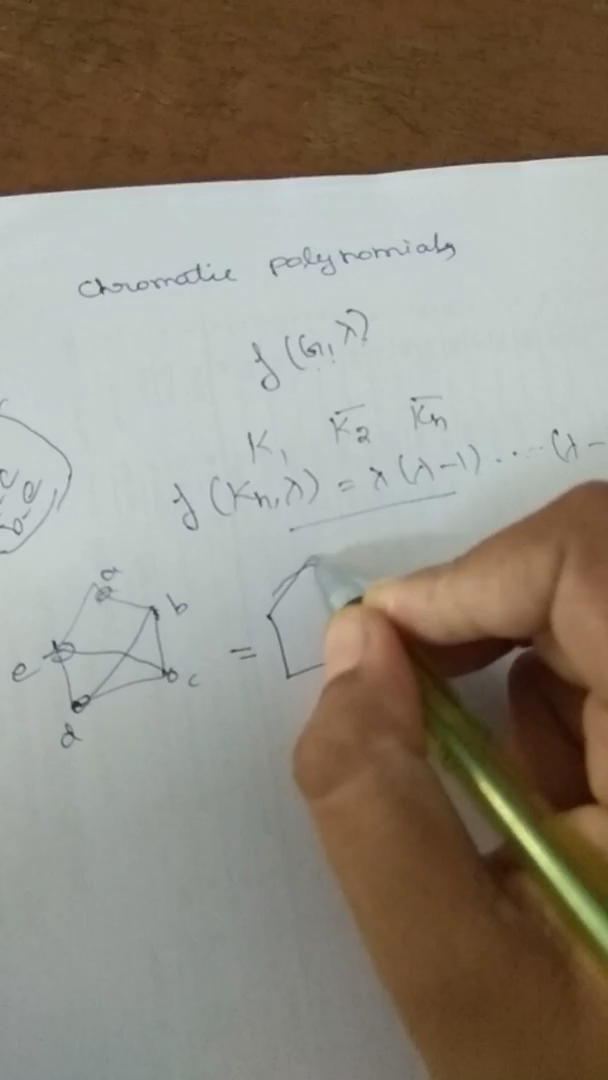 Chromatic polynomials
f(G, λ)
K₁ K̅₂ K̅ₙ
f(Kₙ, λ) = λ(λ-1)....(λ-
b-e
a
b
e
c
=
d